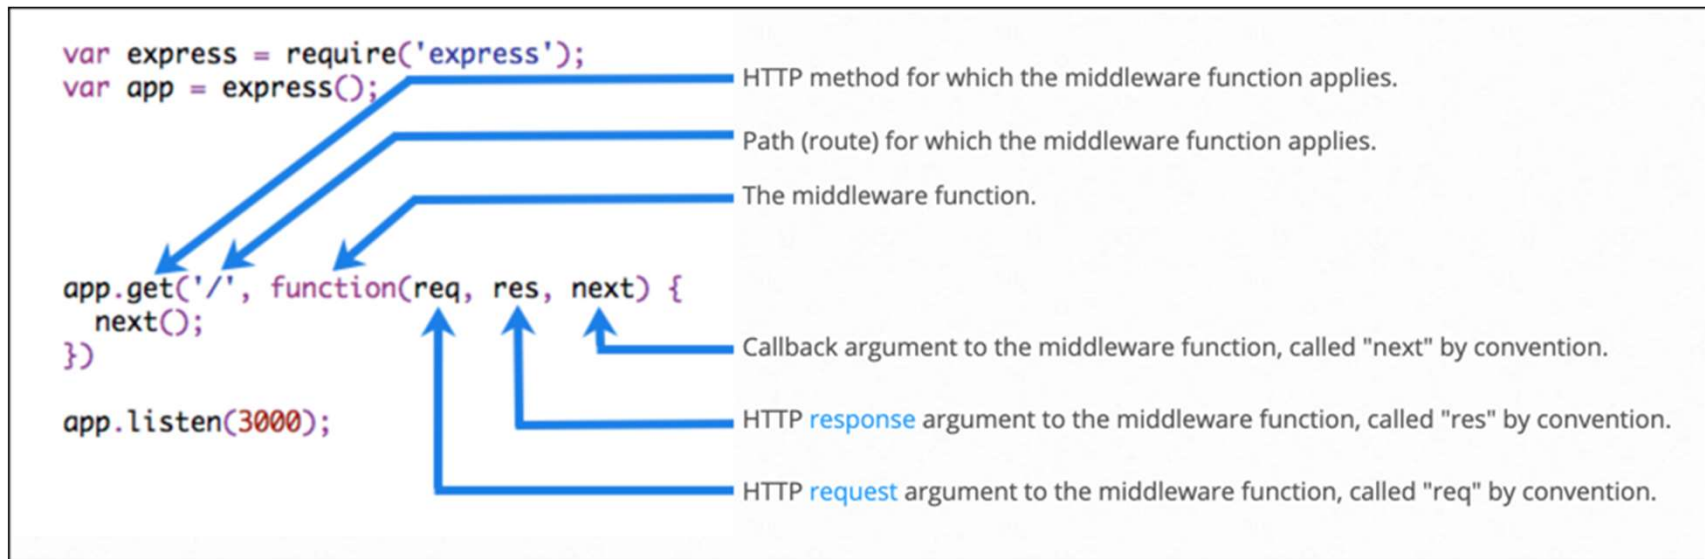 var express = require('express');
var app = express();
HTTP method for which the middleware function applies.
Path (route) for which the middleware function applies.
The middleware function.
app.get('/', function(req, res, next) {
next();
})
Callback argument to the middleware function, called "next" by convention.
app.listen(3000);
HTTP response argument to the middleware function, called "res" by convention.
HTTP request argument to the middleware function, called "req" by convention.